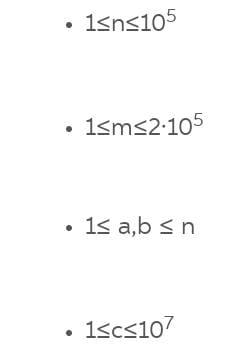 • 1≤n≤10⁵
• 1≤m≤2·10⁵
• 1≤ a,b ≤ n
• 1≤c≤10⁷